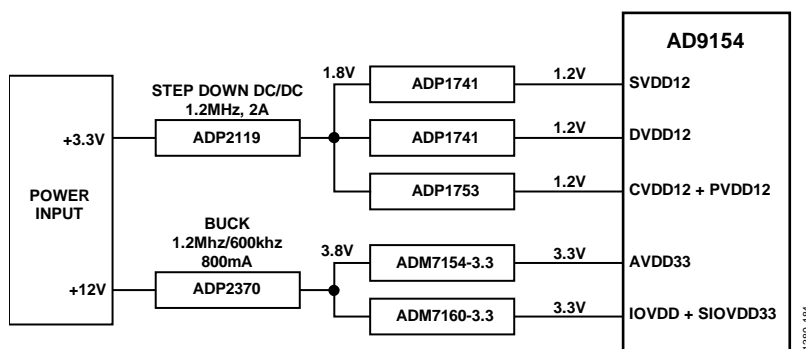 AD9154
STEP DOWN DC/DC
1.2MHz, 2A
ADP2119
1.8V
ADP1741
1.2V
SVDD12
+3.3V
ADP1741
1.2V
DVDD12
ADP1753
1.2V
CVDD12 + PVDD12
POWER
INPUT
BUCK
1.2Mhz/600khz
800mA
ADP2370
3.8V
ADM7154-3.3
3.3V
AVDD33
+12V
ADM7160-3.3
3.3V
IOVDD + SIOVDD33